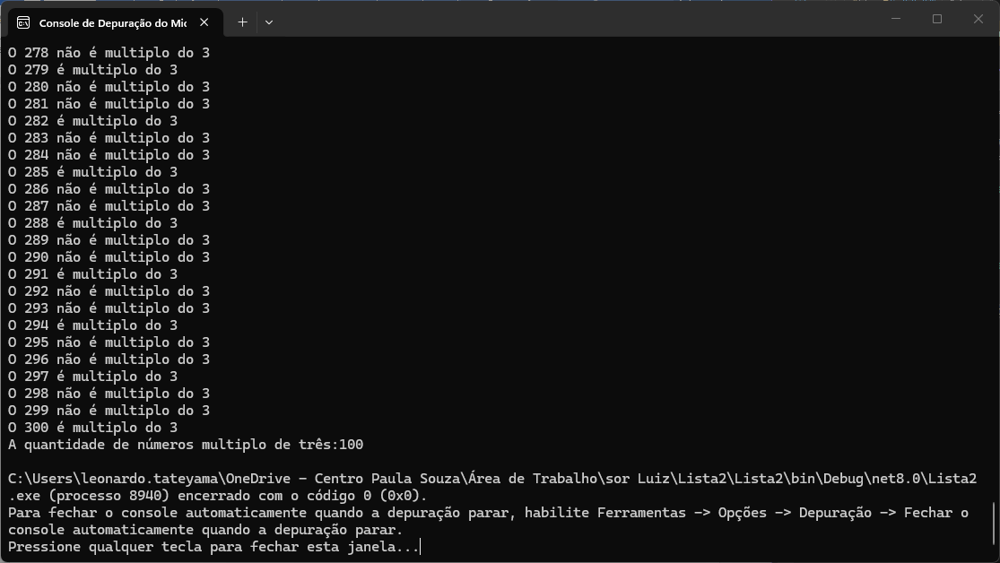 Console de Depuração do Mic
O 278 não é multiplo do 3
O 279 é multiplo do 3
O 280 não é multiplo do 3
O 281 não é multiplo do 3
O 282 é multiplo do 3
O 283 não é multiplo do 3
O 284 não é multiplo do 3
O 285 é multiplo do 3
O 286 não é multiplo do 3
O 287 não é multiplo do 3
O 288 é multiplo do 3
O 289 não é multiplo do 3
O 290 não é multiplo do 3
O 291 é multiplo do 3
O 292 não é multiplo do 3
O 293 não é multiplo do 3
O 294 é multiplo do 3
O 295 não é multiplo do 3
O 296 não é multiplo do 3
O 297 é multiplo do 3
O 298 não é multiplo do 3
O 299 não é multiplo do 3
O 300 é multiplo do 3
A quantidade de números multiplo de três:100
C:\Users\leonardo.tateyama\OneDrive - Centro Paula Souza\Área de Trabalho\sor Luiz\Lista2\Lista2\bin\Debug\net8.0\Lista2
.exe (processo 8940) encerrado com o código 0 (0x0).
Para fechar o console automaticamente quando a depuração parar, habilite Ferramentas -> Opções -> Depuração -> Fechar o
console automaticamente quando a depuração parar.
Pressione qualquer tecla para fechar esta janela...